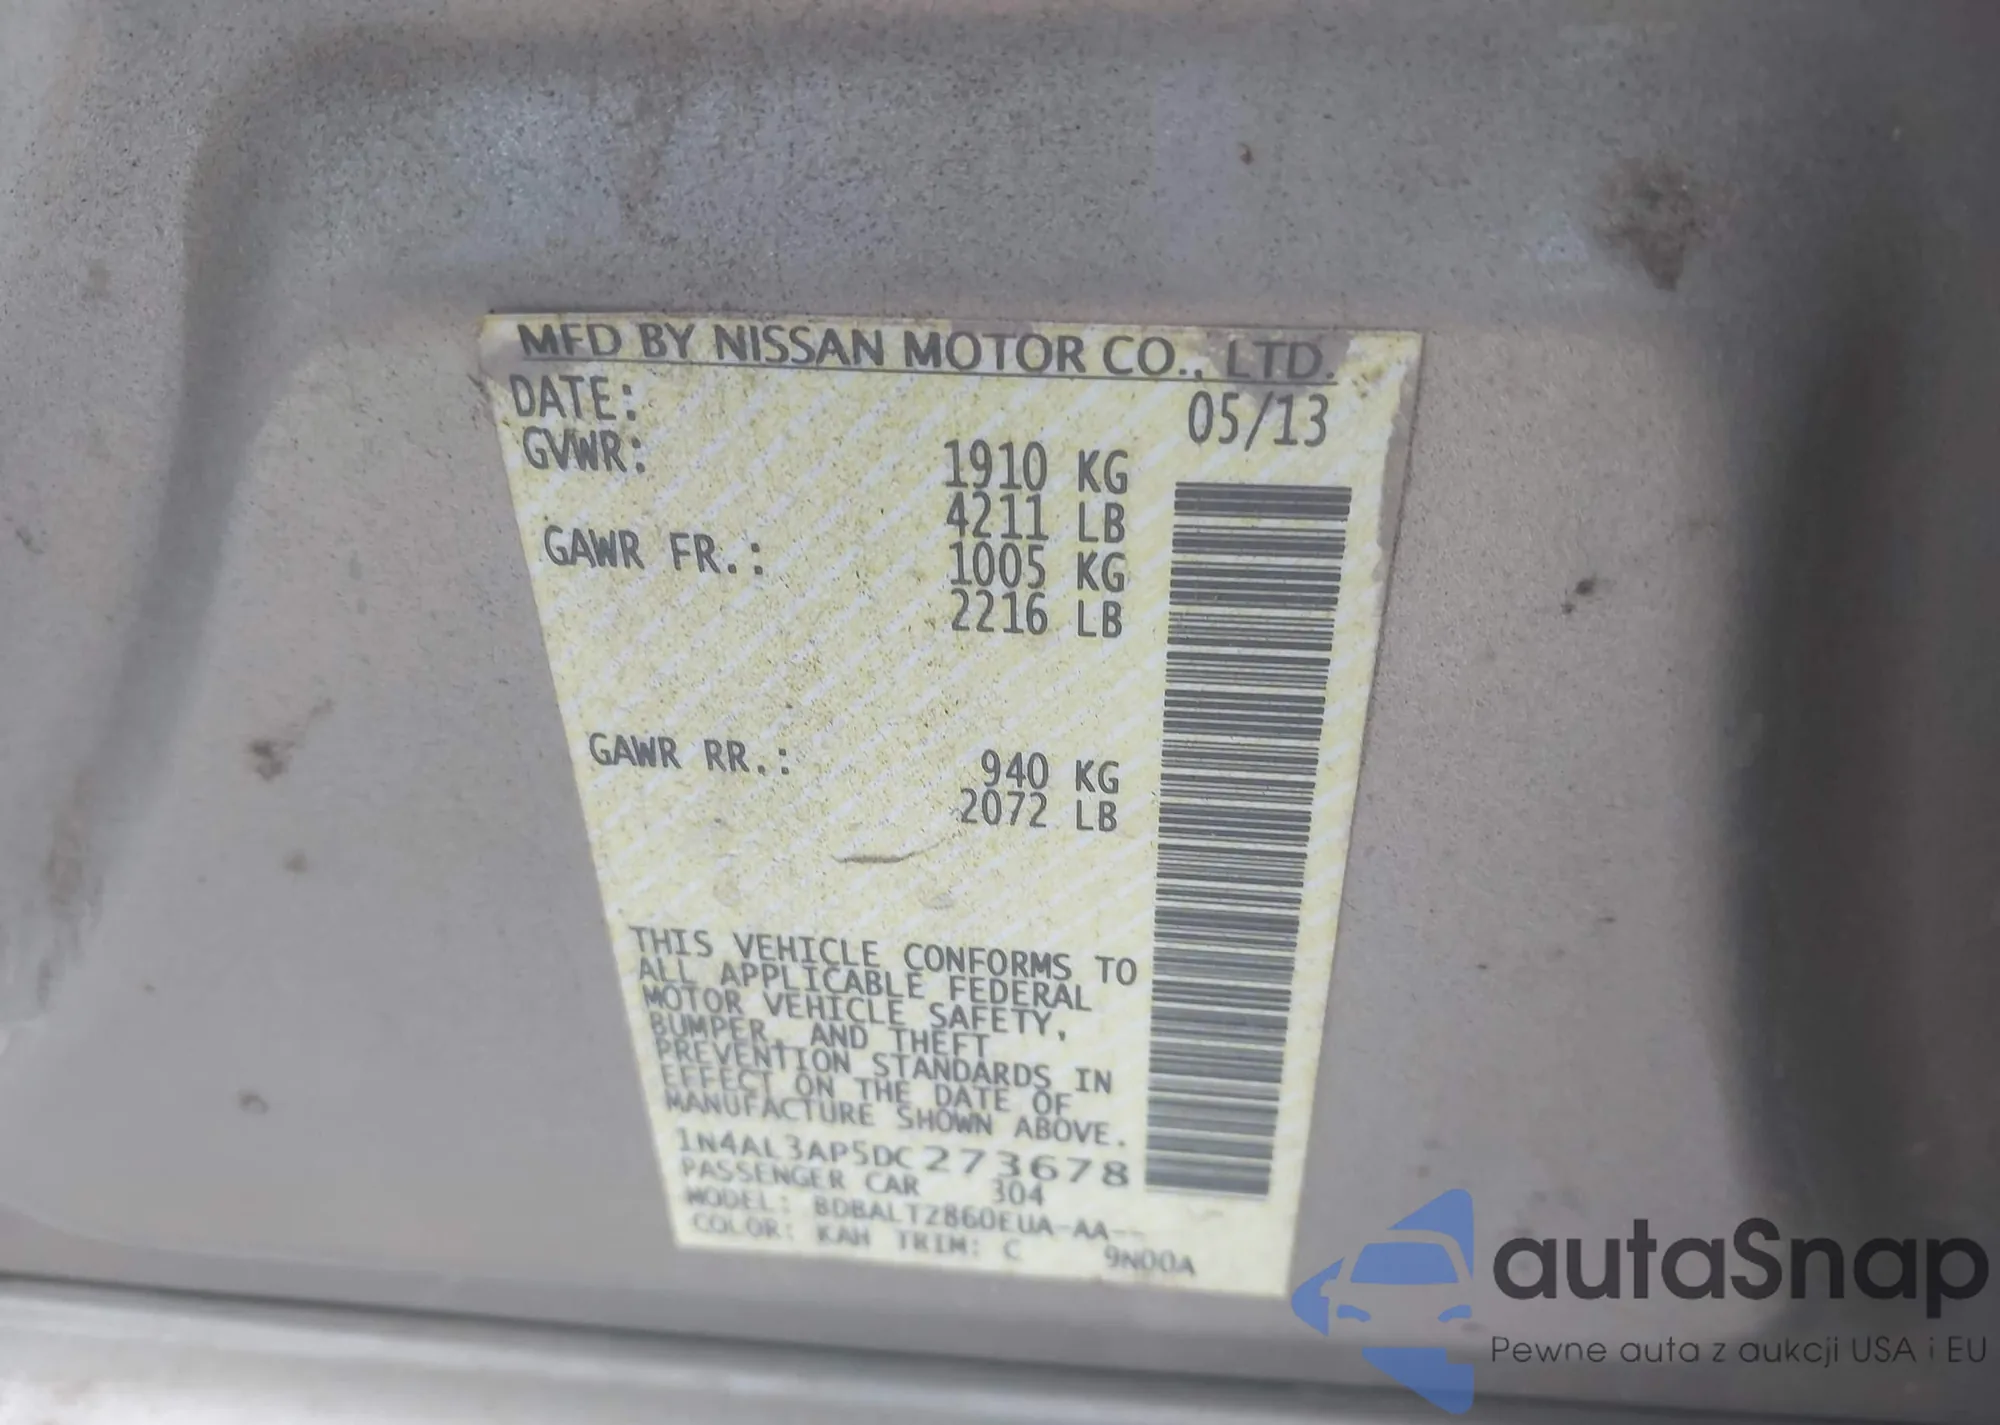 MFD BY NISSAN MOTOR CO., LTD.
DATE: 05/13
GVWR: 1910 KG
4211 LB
GAWR FR.: 1005 KG
2216 LB
GAWR RR.: 940 KG
2072 LB
THIS VEHICLE CONFORMS TO
ALL APPLICABLE FEDERAL
MOTOR VEHICLE SAFETY,
BUMPER, AND THEFT
PREVENTION STANDARDS IN
EFFECT ON THE DATE OF
MANUFACTURE SHOWN ABOVE.
1N4AL3AP5DC273678
PASSENGER CAR 304
MODEL: BDBALTZ860EUA-AA--
COLOR: KAH TRIM: C 9N00A
autaSnap
Pewne auta z aukcji USA i EU